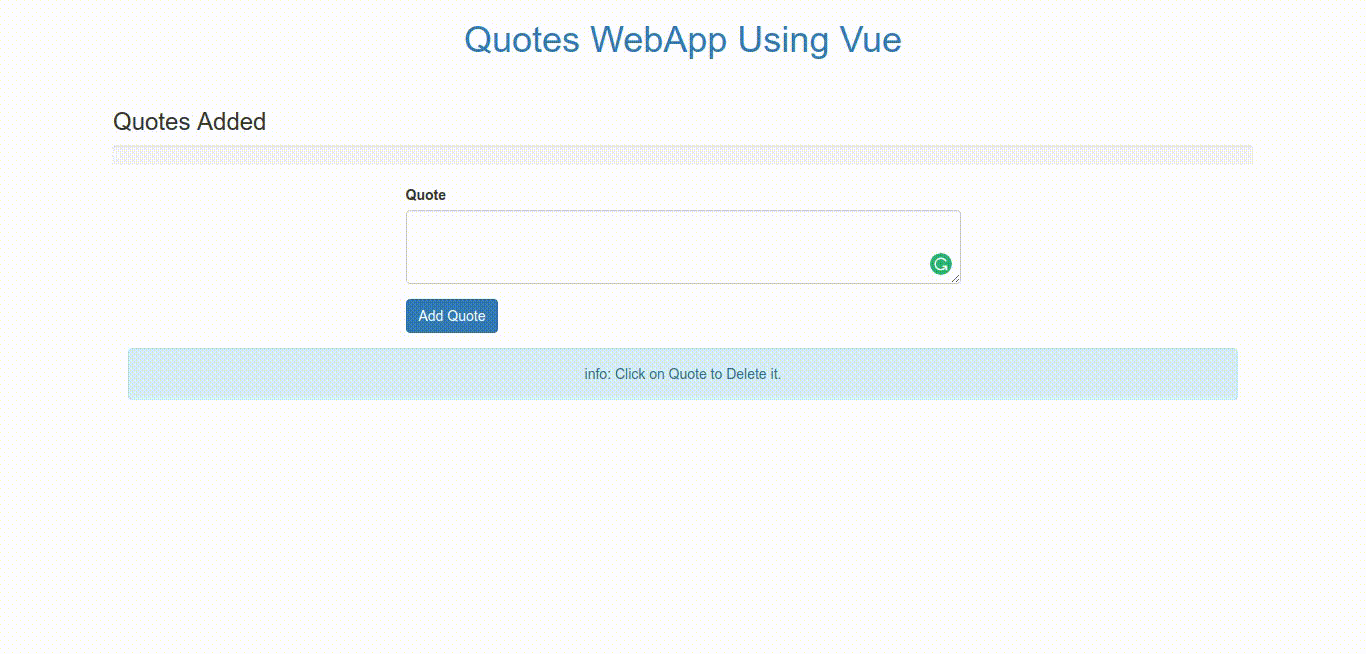 Quotes WebApp Using Vue
Quotes Added
Quote
Add Quote
info: Click on Quote to Delete it.